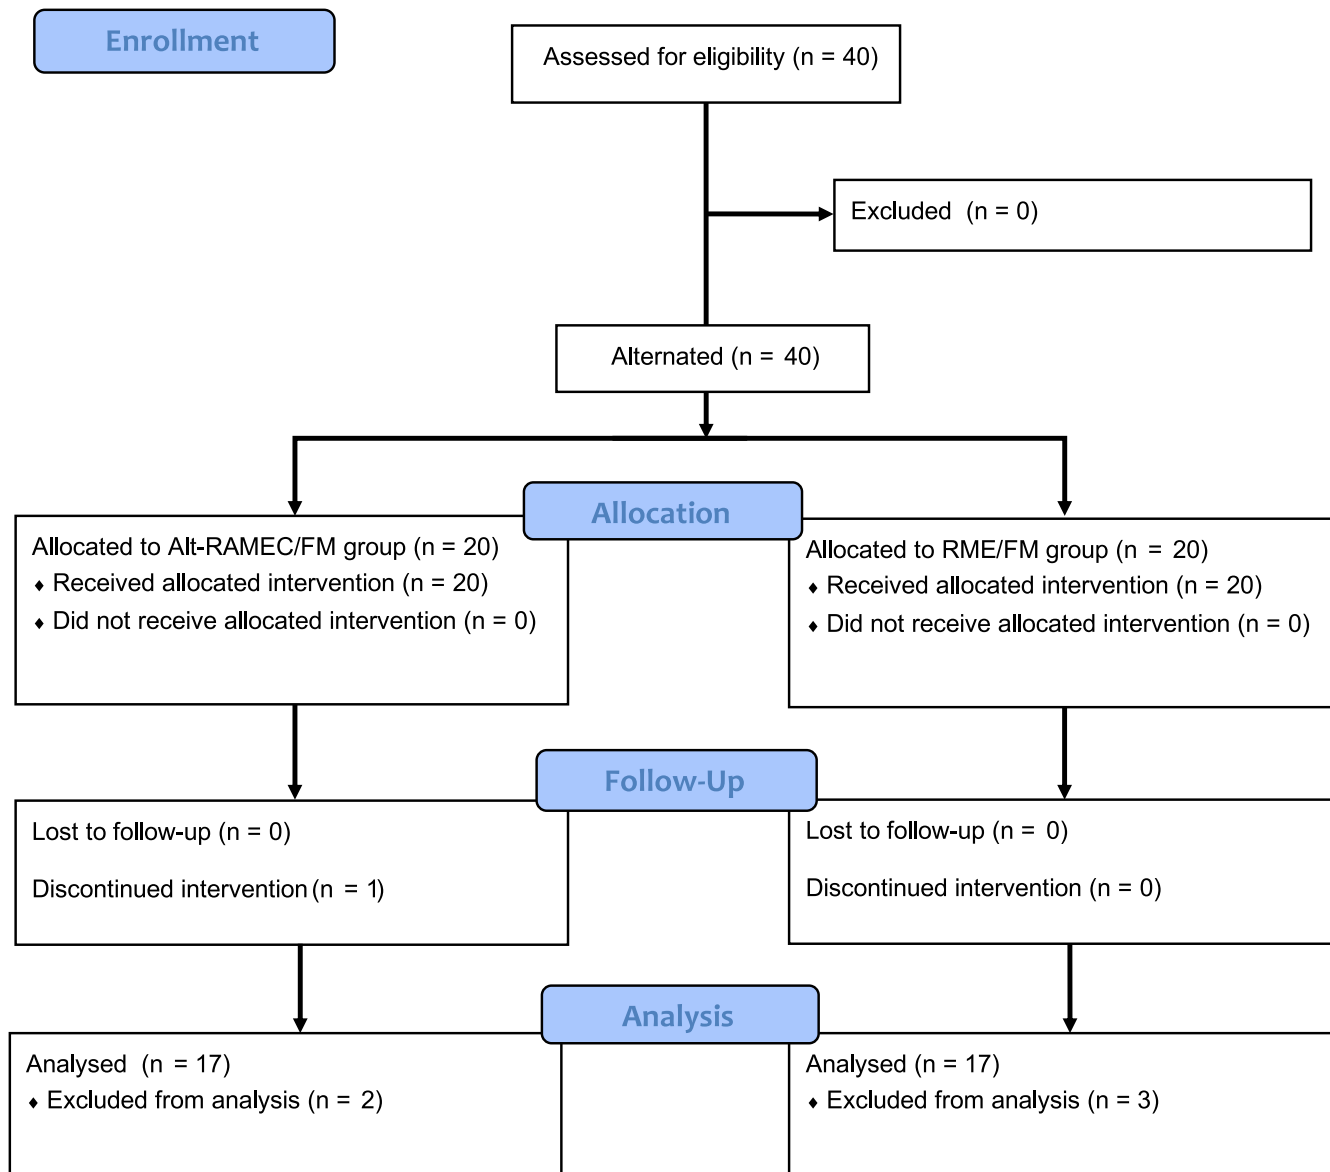 Enrollment
Assessed for eligibility (n = 40)
Excluded (n = 0)
Alternated (n = 40)
Allocation
Allocated to Alt-RAMEC/FM group (n = 20)
♦ Received allocated intervention (n = 20)
♦ Did not receive allocated intervention (n = 0)
Allocated to RME/FM group (n = 20)
♦ Received allocated intervention (n = 20)
♦ Did not receive allocated intervention (n = 0)
Follow-Up
Lost to follow-up (n = 0)
Discontinued intervention (n = 1)
Lost to follow-up (n = 0)
Discontinued intervention (n = 0)
Analysis
Analysed (n = 17)
♦ Excluded from analysis (n = 2)
Analysed (n = 17)
♦ Excluded from analysis (n = 3)